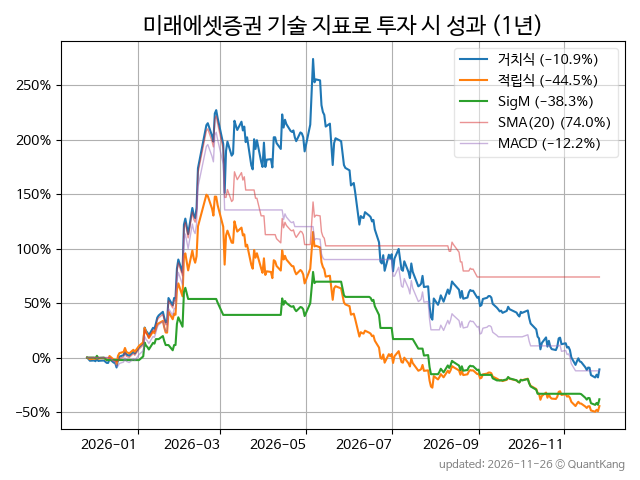 미래에셋증권 기술 지표로 투자 시 성과 (1년)
거치식 (−10.9%)
적립식 (−44.5%)
SigM (−38.3%)
SMA(20) (74.0%)
MACD (−12.2%)
250%
200%
150%
100%
50%
0%
−50%
2026-01 2026-03 2026-05 2026-07 2026-09 2026-11
updated: 2026-11-26 ⓒ QuantKang